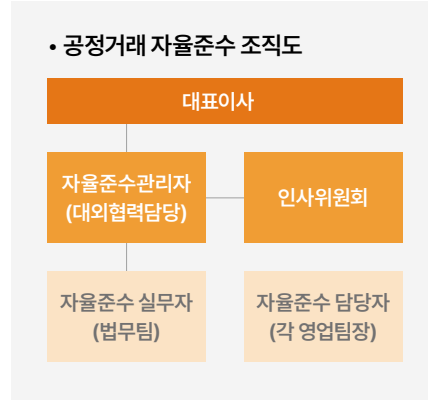 • 공정거래 자율준수 조직도
대표이사
자율준수관리자
(대외협력담당)
인사위원회
자율준수 실무자
(법무팀)
자율준수 담당자
(각 영업팀장)